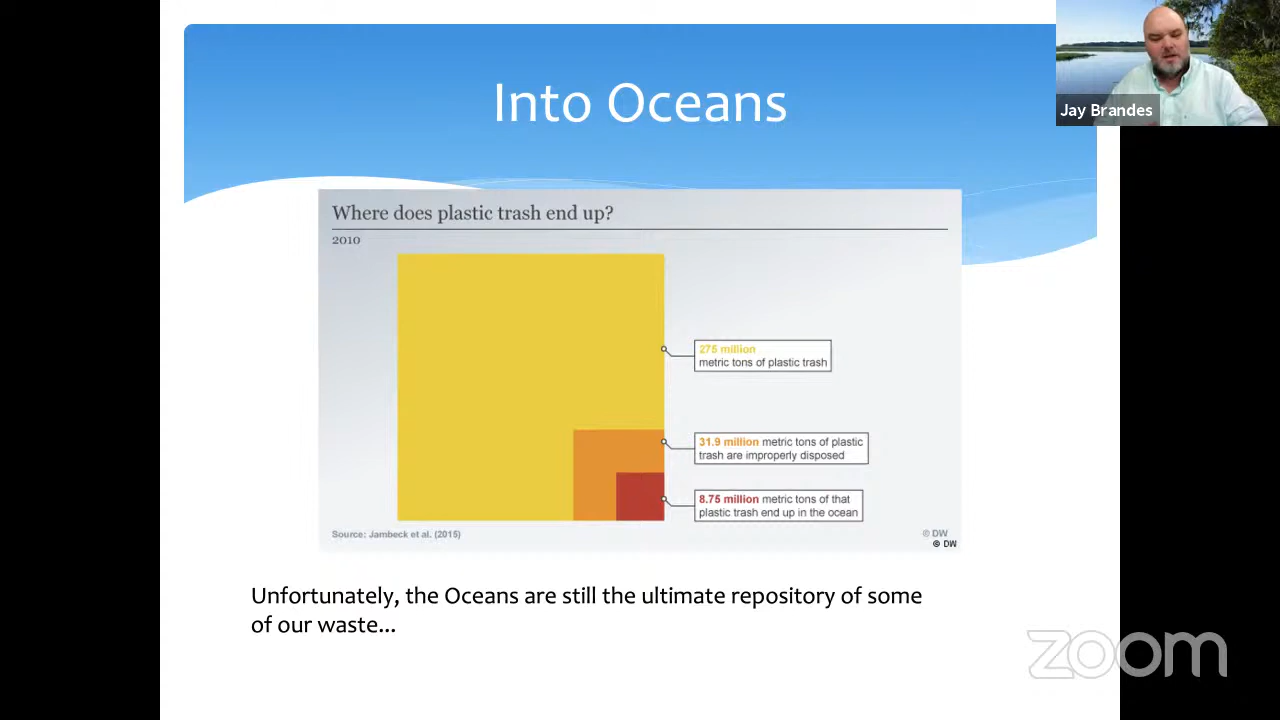 Into Oceans
Jay Brandes
Where does plastic trash end up?
2010
275 million
metric tons of plastic trash
31.9 million metric tons of plastic
trash are improperly disposed
8.75 million metric tons of that
plastic trash end up in the ocean
Source: Jambeck et al. (2015)
© DW
© DW
Unfortunately, the Oceans are still the ultimate repository of some
of our waste...
zoom